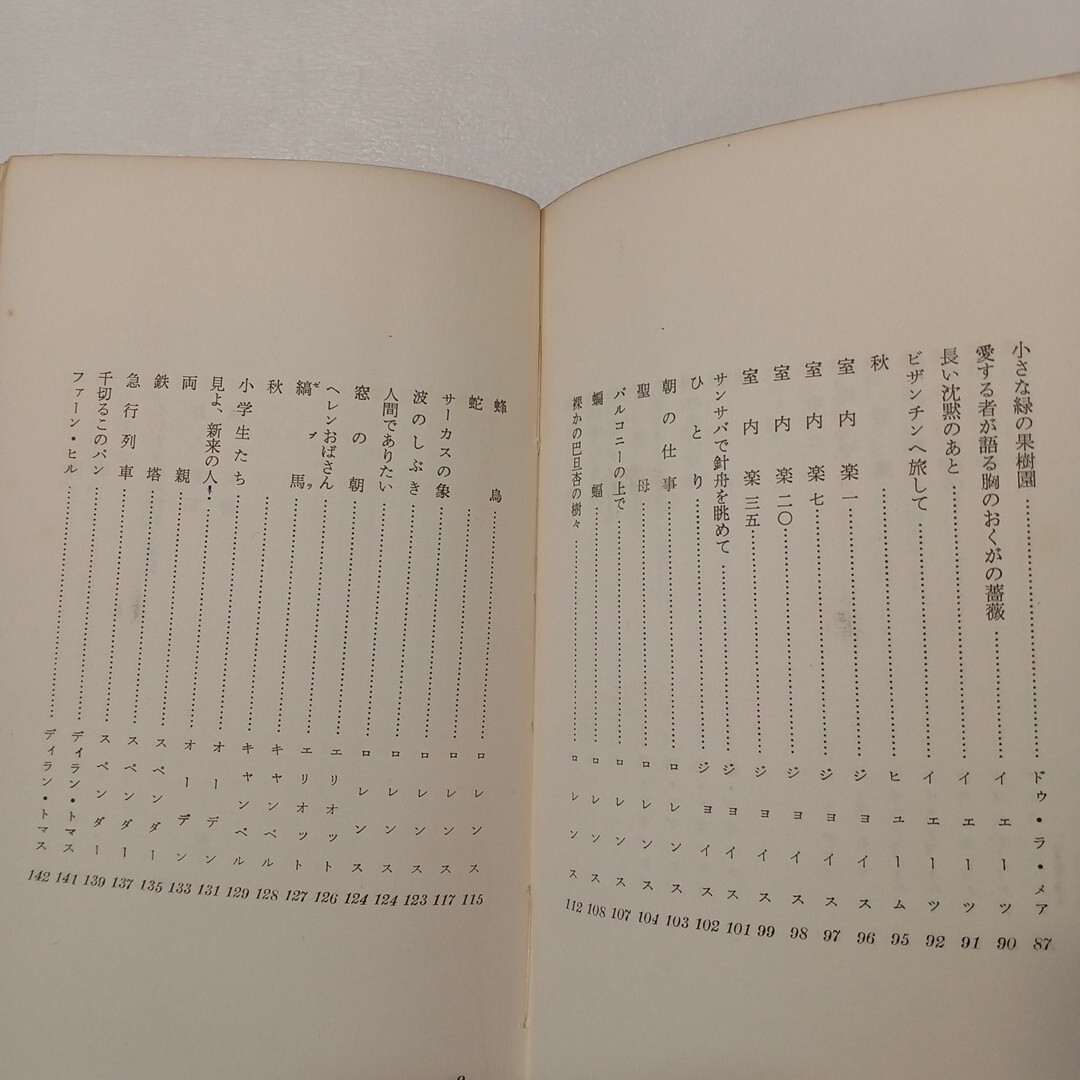 小さな緑の果樹園……ドゥ・ラ・メア 87
愛する者が語る胸のおくがの薔薇……イエーツ 90
長い沈黙のあと……イエーツ 91
ビザンチンへ旅して……イエーツ 92
秋……ヒューム 95
室内楽一……ジョイス 96
室内楽七……ジョイス 97
室内楽二〇……ジョイス 98
室内楽三五……ジョイス 99
サンサバで針舟を眺めて……ジョイス 101
ひとり……ジョイス 102
朝の仕事……ロレンス 103
聖母……ロレンス 104
バルコニーの上で……ロレンス 107
蝙蝠……ロレンス 108
裸かの巴旦杏の樹々……ロレンス 112
蜂鳥……ロレンス 115
蛇……ロレンス 117
サーカスの象……ロレンス 123
波のしぶき……ロレンス 124
人間でありたい……ロレンス 124
窓の朝……エリオット 126
ヘレンおばさん……エリオット 127
縞馬ゼブラ……キャンベル 128
秋……キャンベル 129
小学生たち……オーデン 131
見よ、新来の人!……オーデン 133
両親……スペンダー 135
鉄塔……スペンダー 137
急行列車……スペンダー 139
千切るこのパン……ディラン・トマス 141
ファーン・ヒル……ディラン・トマス 142